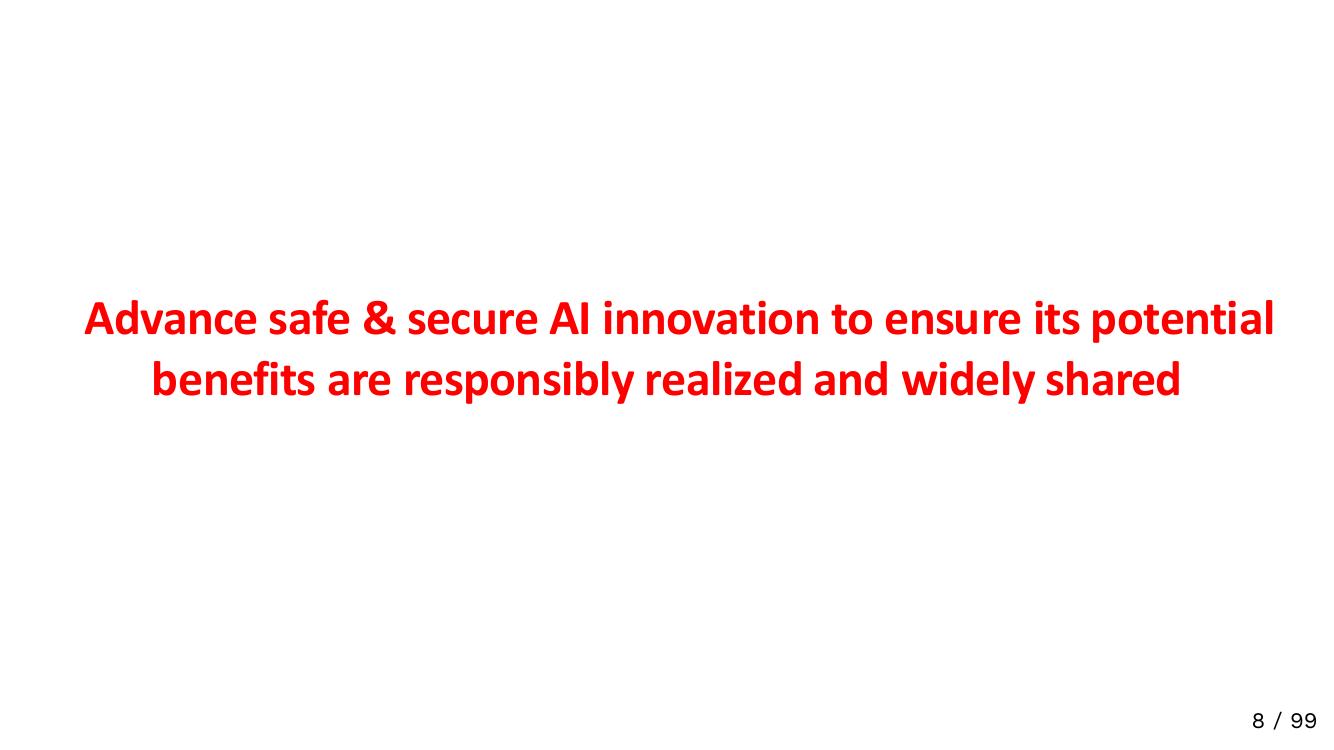 Advance safe & secure AI innovation to ensure its potential
benefits are responsibly realized and widely shared
8 / 99